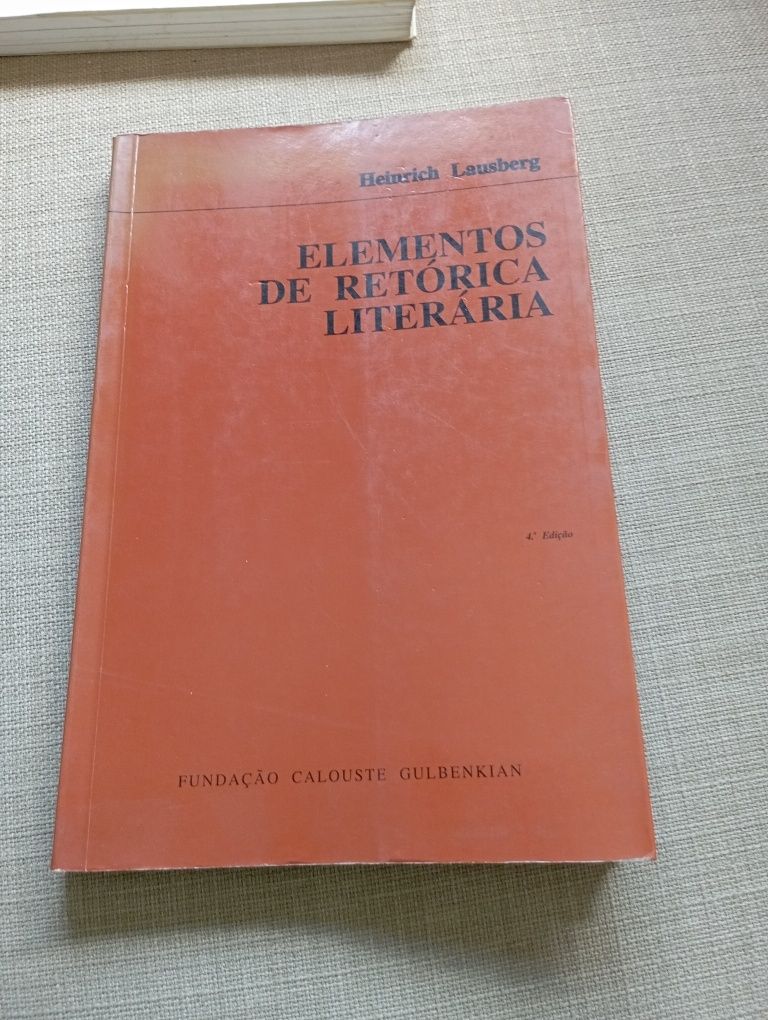 Heinrich Lausberg
ELEMENTOS
DE RETÓRICA
LITERÁRIA
4.ª Edição
FUNDAÇÃO CALOUSTE GULBENKIAN